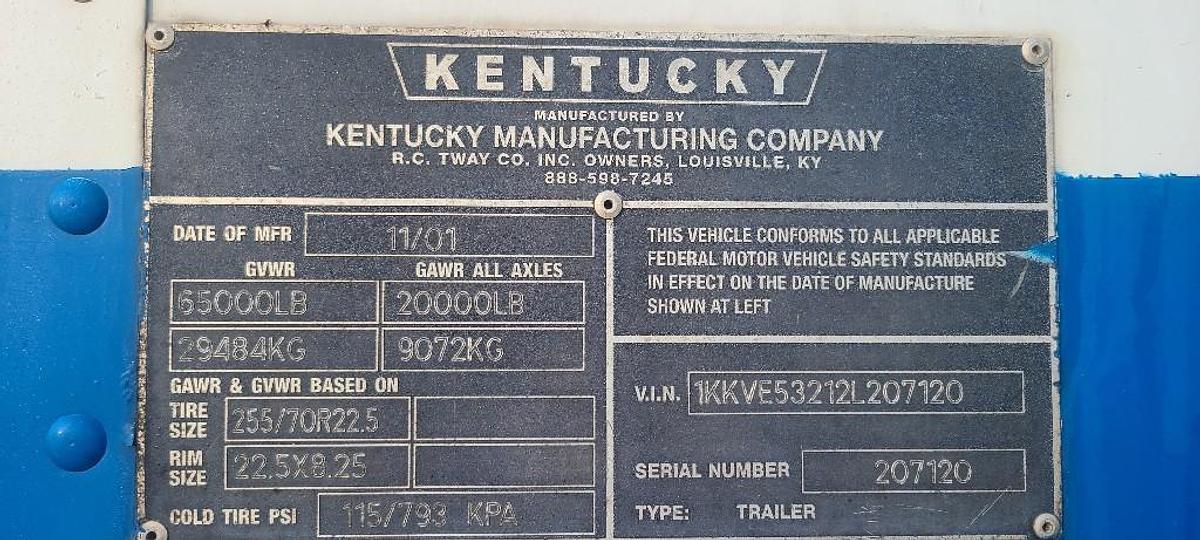 KENTUCKY
MANUFACTURED BY
KENTUCKY MANUFACTURING COMPANY
R.C. TWAY CO. INC. OWNERS, LOUISVILLE, KY
888-598-7245
DATE OF MFR 11/01
GVWR GAWR ALL AXLES
65000LB 20000LB
29484KG 9072KG
GAWR & GVWR BASED ON
TIRE SIZE 255/70R22.5
RIM SIZE 22.5X8.25
COLD TIRE PSI 115/793 KPA
THIS VEHICLE CONFORMS TO ALL APPLICABLE
FEDERAL MOTOR VEHICLE SAFETY STANDARDS
IN EFFECT ON THE DATE OF MANUFACTURE
SHOWN AT LEFT
V.I.N. 1KKVE53212L207120
SERIAL NUMBER 207120
TYPE: TRAILER